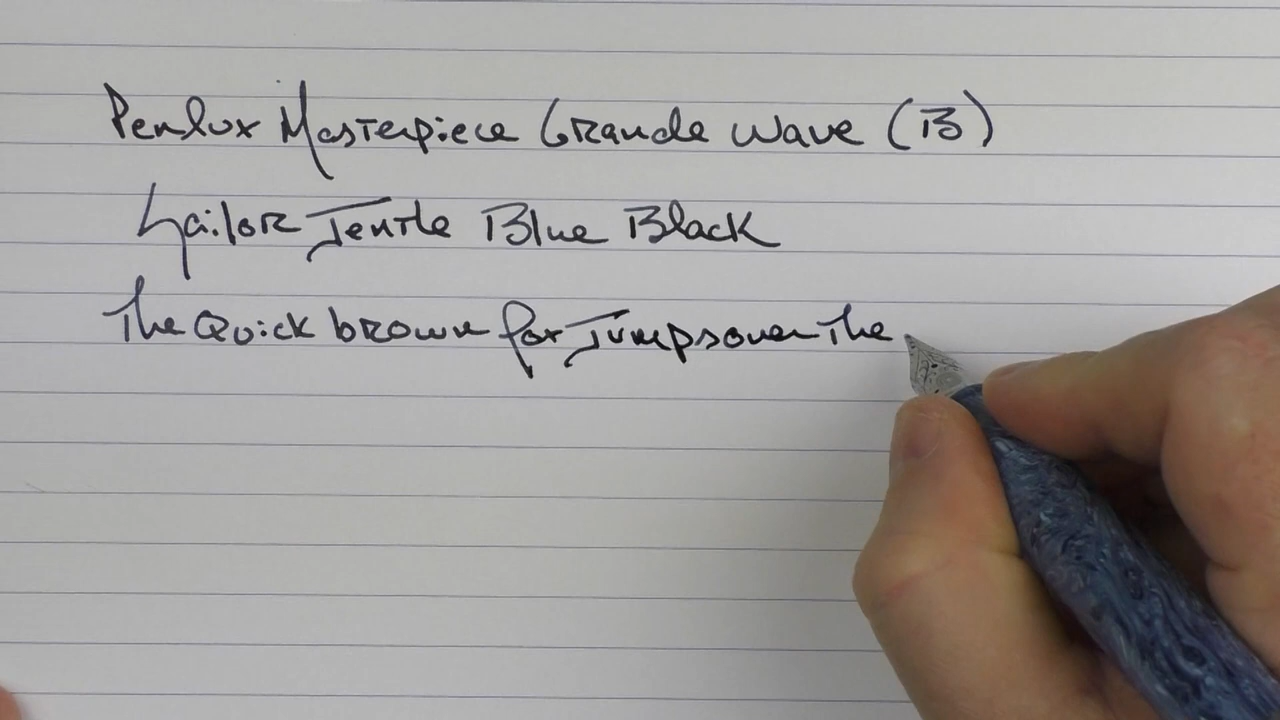 Penlux Masterpiece Grande Wave (B)
Sailor Jentle Blue Black
The Quick brown fox Jumps over The